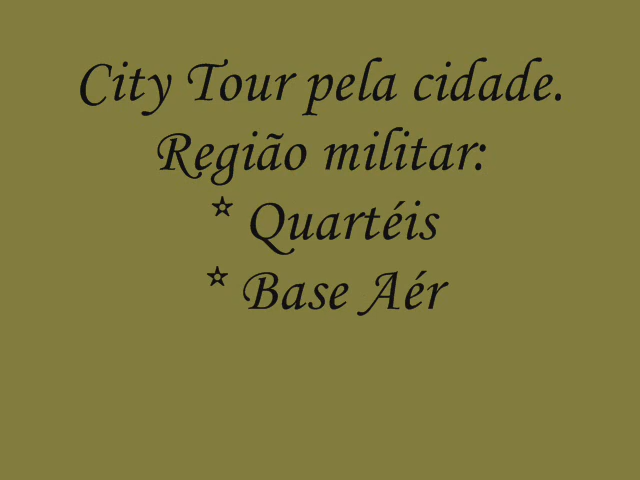 City Tour pela cidade.
Região militar:
* Quartéis
* Base Aér